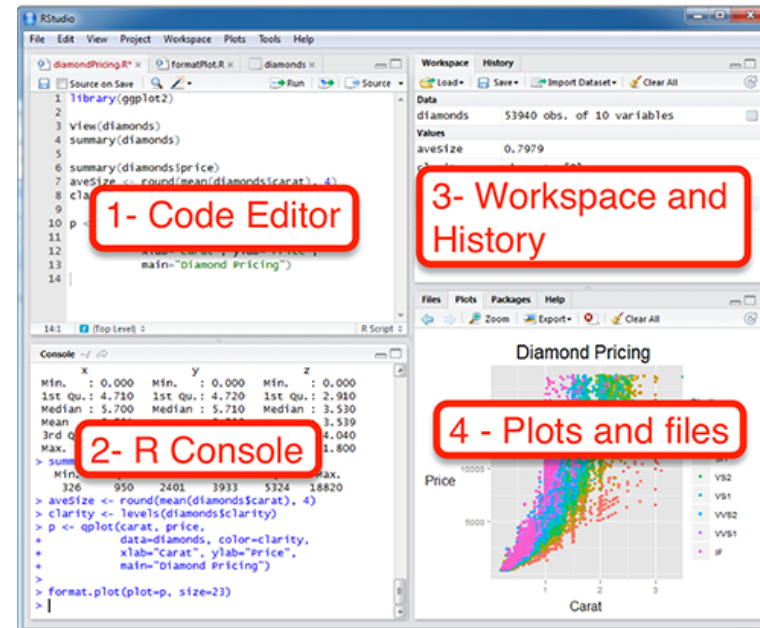 RStudio
File Edit View Project Workspace Plots Tools Help
diamondPricing.R* formatPlot.R diamonds
Source on Save Run Source
1 library(ggplot2)
2
3 View(diamonds)
4 summary(diamonds)
5
6 summary(diamonds$price)
7 aveSize <- round(mean(diamonds$carat), 4)
8 cla
9
10 p <
11
12 xlab="Carat", ylab="Price",
13 main="Diamond Pricing")
14
1- Code Editor
14:1 (Top Level) R Script
Console ~/
x y z
Min. : 0.000 Min. : 0.000 Min. : 0.000
1st Qu.: 4.710 1st Qu.: 4.720 1st Qu.: 2.910
Median : 5.700 Median : 5.710 Median : 3.530
Mean 3.539
3rd Q 4.040
Max. 1.800
2- R Console
> summ
Min. Max.
326 950 2401 3933 5324 18820
> aveSize <- round(mean(diamonds$carat), 4)
> clarity <- levels(diamonds$clarity)
> p <- qplot(carat, price,
+ data=diamonds, color=clarity,
+ xlab="Carat", ylab="Price",
+ main="Diamond Pricing")
>
> format.plot(plot=p, size=23)
>
Workspace History
Load Save Import Dataset Clear All
Data
diamonds 53940 obs. of 10 variables
Values
aveSize 0.7979
3- Workspace and
History
Files Plots Packages Help
Zoom Export Clear All
Diamond Pricing
4 - Plots and files
Price
10000
5000
VS2
VS1
VVS2
VVS1
IF
1 2 3
Carat